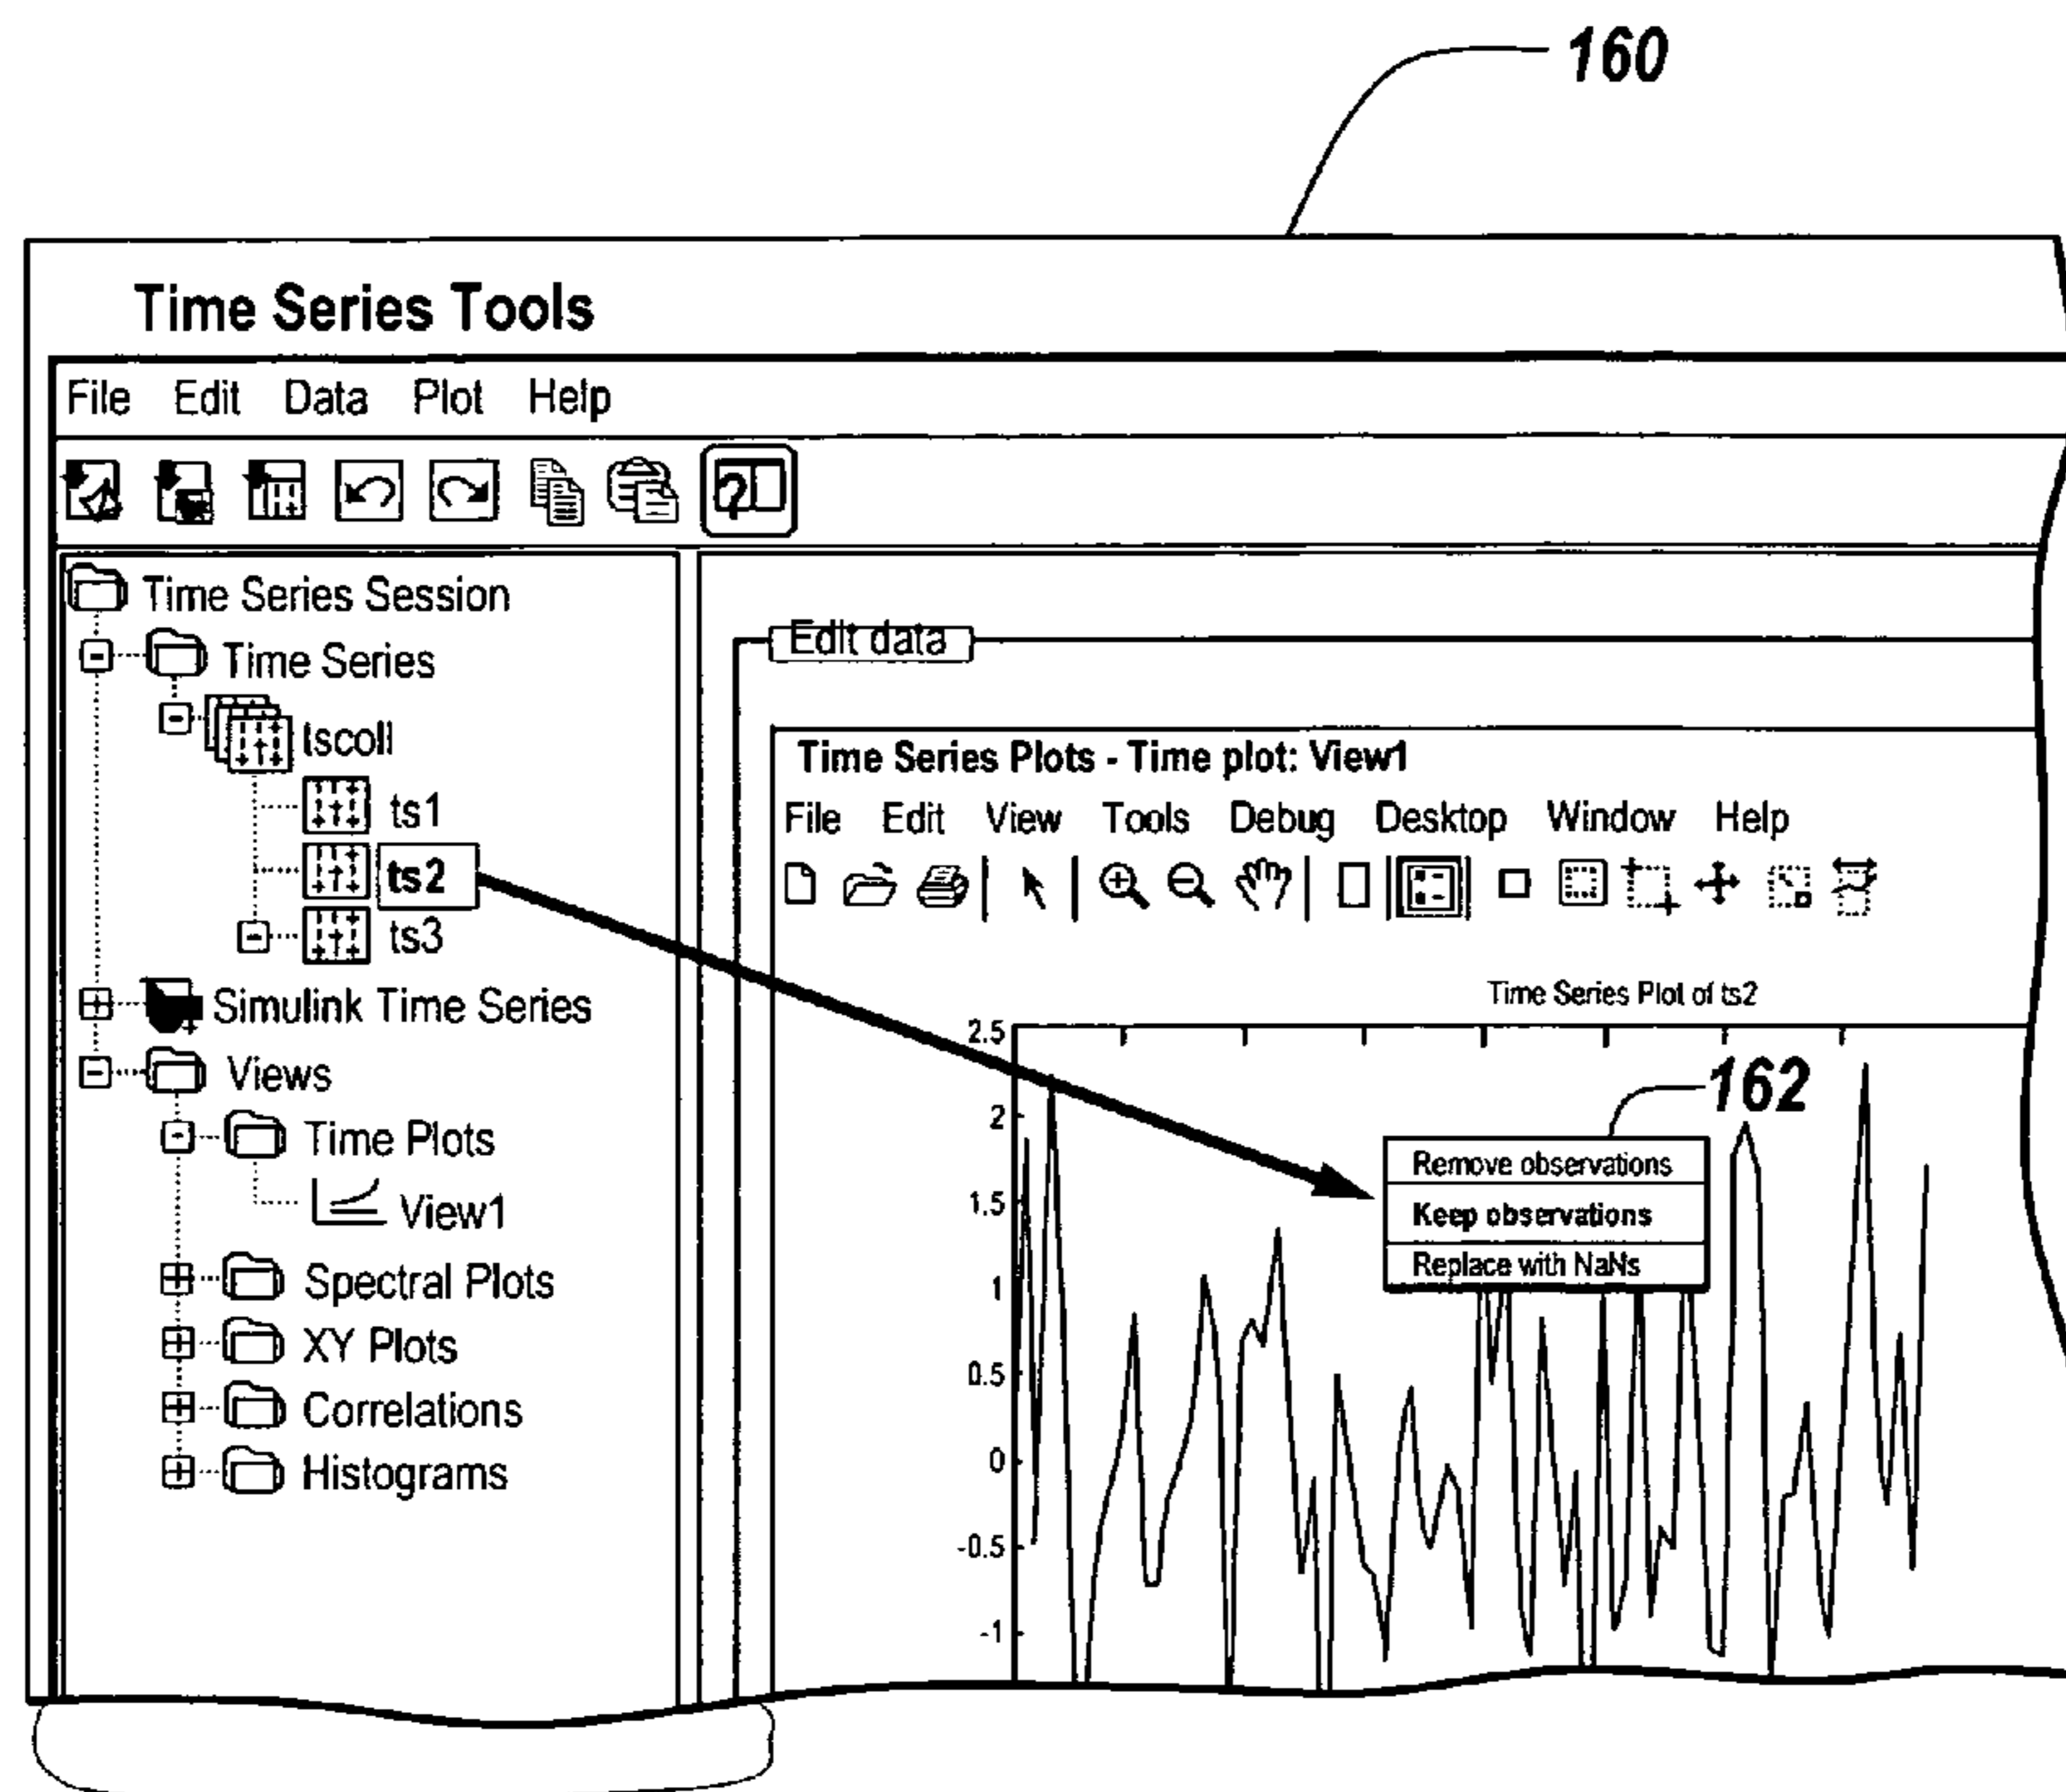 160
Time Series Tools
File Edit Data Plot Help
?
Time Series Session
Time Series
tscoll
ts1
ts2
ts3
Simulink Time Series
Views
Time Plots
View1
Spectral Plots
XY Plots
Correlations
Histograms
Edit data
Time Series Plots - Time plot: View1
File Edit View Tools Debug Desktop Window Help
Time Series Plot of ts2
162
Remove observations
Keep observations
Replace with NaNs
2.5
2
1.5
1
0.5
0
-0.5
-1